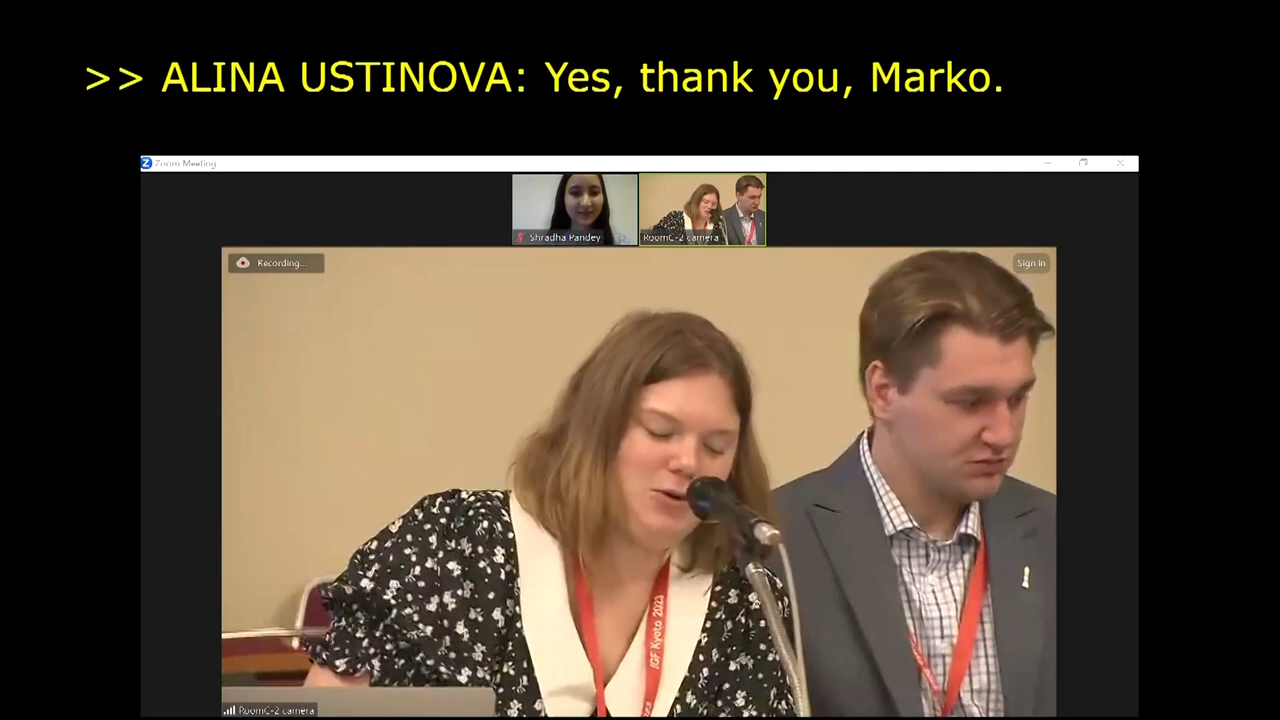 >> ALINA USTINOVA: Yes, thank you, Marko.
Zoom Meeting
Shradha Pandey
RoomC-2 camera
Recording...
Sign in
IGF Kyoto 2023
RoomC-2 camera